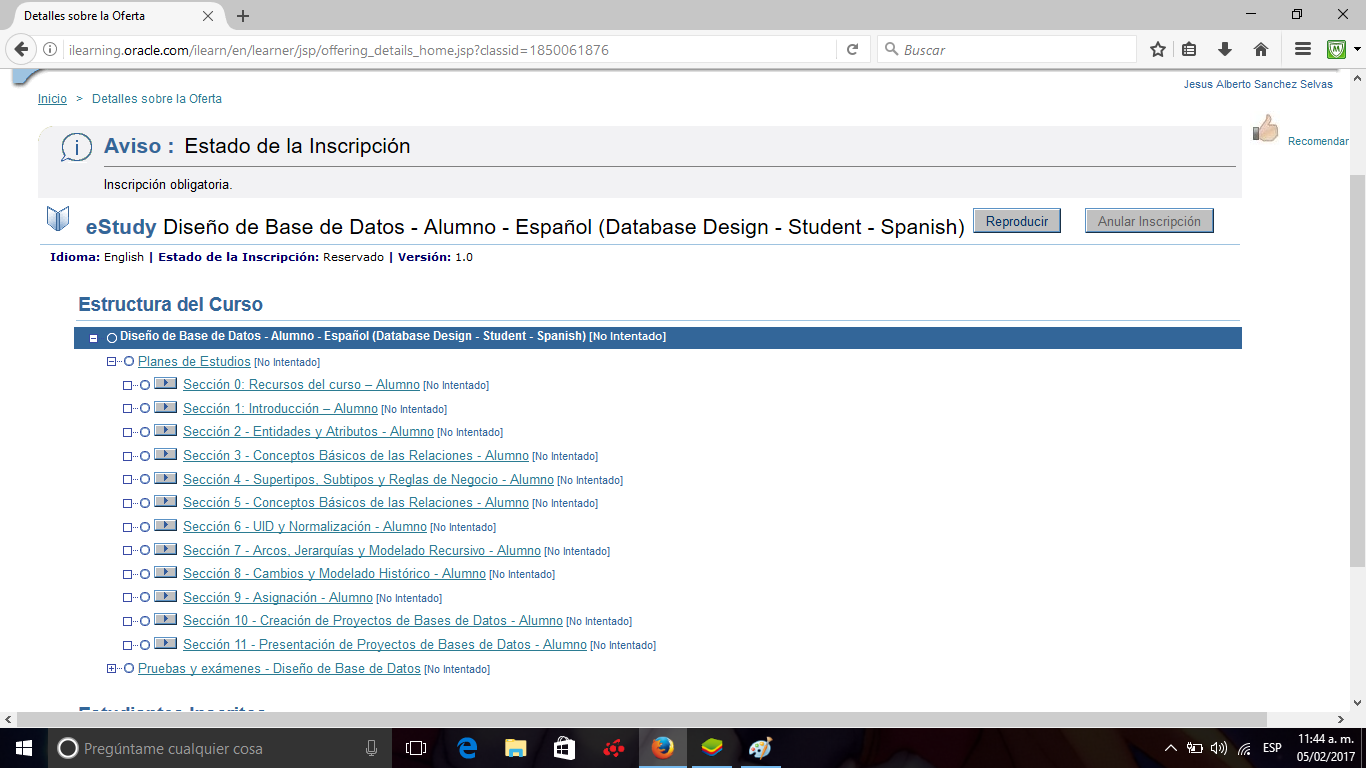 Detalles sobre la Oferta
ilearning.oracle.com/ilearn/en/learner/jsp/offering_details_home.jsp?classid=1850061876
Buscar
Jesus Alberto Sanchez Selvas
Inicio > Detalles sobre la Oferta
Aviso : Estado de la Inscripción
Recomendar
Inscripción obligatoria.
eStudy Diseño de Base de Datos - Alumno - Español (Database Design - Student - Spanish) Reproducir Anular Inscripción
Idioma: English | Estado de la Inscripción: Reservado | Versión: 1.0
Estructura del Curso
Diseño de Base de Datos - Alumno - Español (Database Design - Student - Spanish) [No Intentado]
Planes de Estudios [No Intentado]
Sección 0: Recursos del curso – Alumno [No Intentado]
Sección 1: Introducción – Alumno [No Intentado]
Sección 2 - Entidades y Atributos - Alumno [No Intentado]
Sección 3 - Conceptos Básicos de las Relaciones - Alumno [No Intentado]
Sección 4 - Supertipos, Subtipos y Reglas de Negocio - Alumno [No Intentado]
Sección 5 - Conceptos Básicos de las Relaciones - Alumno [No Intentado]
Sección 6 - UID y Normalización - Alumno [No Intentado]
Sección 7 - Arcos, Jerarquías y Modelado Recursivo - Alumno [No Intentado]
Sección 8 - Cambios y Modelado Histórico - Alumno [No Intentado]
Sección 9 - Asignación - Alumno [No Intentado]
Sección 10 - Creación de Proyectos de Bases de Datos - Alumno [No Intentado]
Sección 11 - Presentación de Proyectos de Bases de Datos - Alumno [No Intentado]
Pruebas y exámenes - Diseño de Base de Datos [No Intentado]
Estudiantes Inscritos
Pregúntame cualquier cosa
ESP
11:44 a. m.
05/02/2017